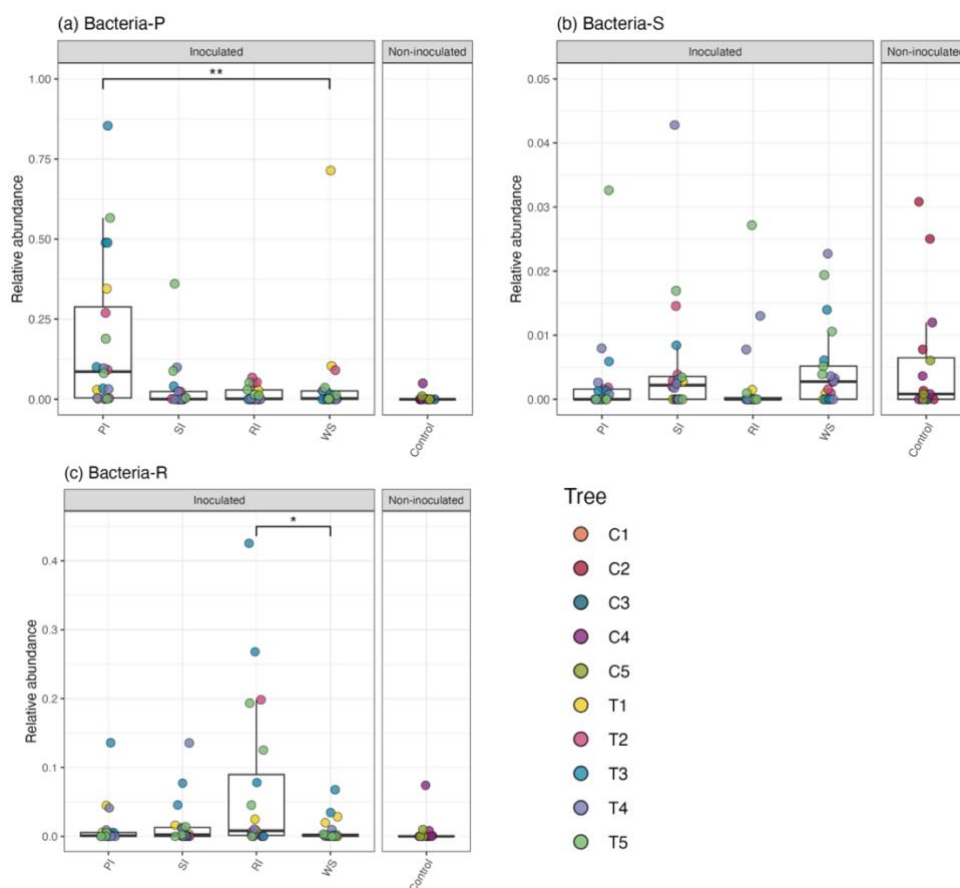 (a) Bacteria-P
Inoculated
Non-inoculated
**
1.00
0.75
0.50
0.25
0.00
Relative abundance
PI
SI
RI
WS
Control
(b) Bacteria-S
Inoculated
Non-inoculated
0.05
0.04
0.03
0.02
0.01
0.00
Relative abundance
PI
SI
RI
WS
Control
(c) Bacteria-R
Inoculated
Non-inoculated
*
0.4
0.3
0.2
0.1
0.0
Relative abundance
PI
SI
RI
WS
Control
Tree
C1
C2
C3
C4
C5
T1
T2
T3
T4
T5